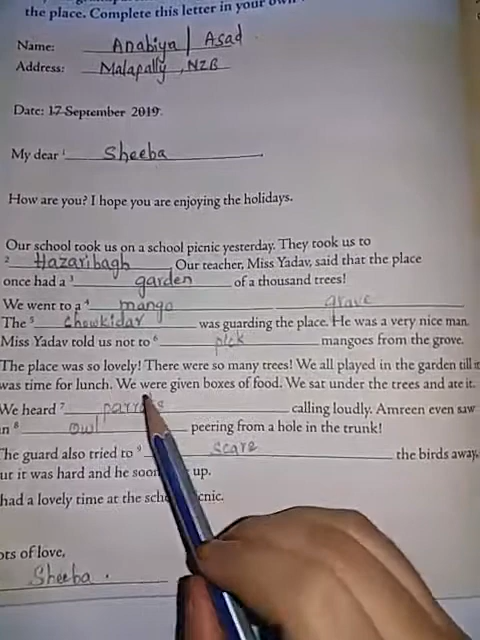 the place. Complete this letter in your own
Name: Anabiya | Asad
Address: Malapally, NZB
Date: 17 September 2019.
My dear 1 Sheeba
How are you? I hope you are enjoying the holidays.
Our school took us on a school picnic yesterday. They took us to
2 Hazaribagh. Our teacher, Miss Yadav, said that the place
once had a 3 garden of a thousand trees!
We went to a 4 mango grave
The 5 chowkidar was guarding the place. He was a very nice man.
Miss Yadav told us not to 6 pick mangoes from the grove.
The place was so lovely! There were so many trees! We all played in the garden till it
was time for lunch. We were given boxes of food. We sat under the trees and ate it.
We heard 7 calling loudly. Amreen even saw
n 8 owl peering from a hole in the trunk!
The guard also tried to 9 scare the birds away,
ut it was hard and he soon up.
had a lovely time at the cnic.
ots of love,
Sheeba.